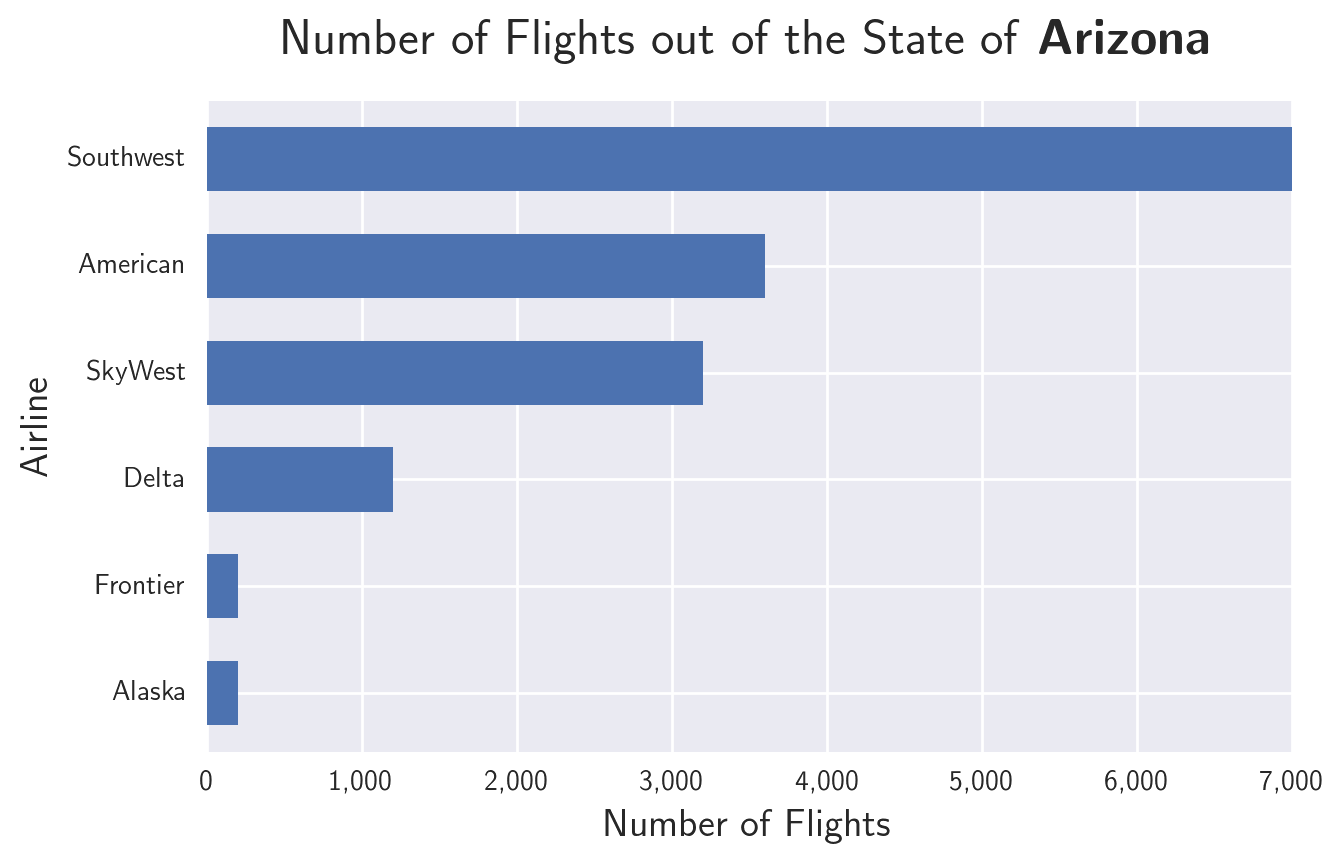 Number of Flights out of the State of Arizona
Southwest
American
SkyWest
Delta
Frontier
Alaska
Airline
0 1,000 2,000 3,000 4,000 5,000 6,000 7,000
Number of Flights